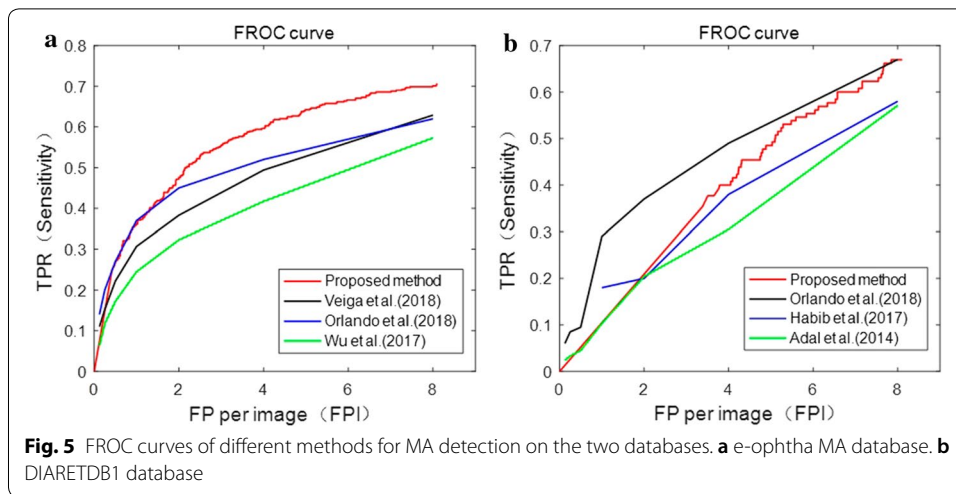 a
FROC curve
0.8
0.7
0.6
0.5
0.4
0.3
0.2
0.1
0
TPR（Sensitivity）
0
2
4
6
8
FP per image（FPI）
Proposed method
Veiga et al.(2018)
Orlando et al.(2018)
Wu et al.(2017)
b
FROC curve
0.7
0.6
0.5
0.4
0.3
0.2
0.1
0
TPR（Sensitivity）
0
2
4
6
8
FP per image（FPI）
Proposed method
Orlando et al.(2018)
Habib et al.(2017)
Adal et al.(2014)
Fig. 5 FROC curves of different methods for MA detection on the two databases. a e-ophtha MA database. b
DIARETDB1 database